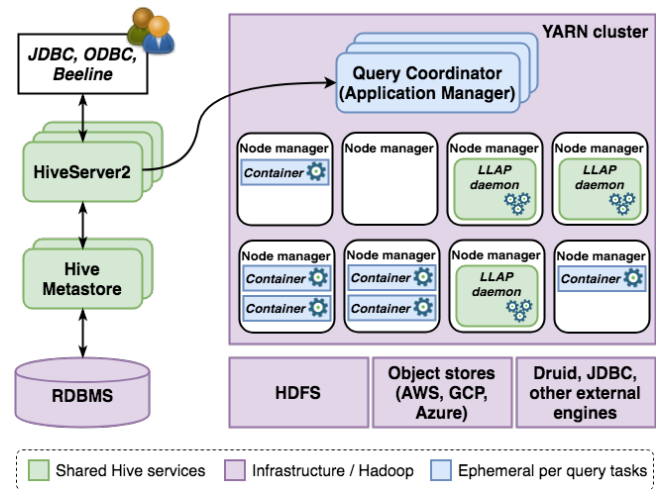 JDBC, ODBC,
Beeline
HiveServer2
Hive
Metastore
RDBMS
YARN cluster
Query Coordinator
(Application Manager)
Node manager
Container
Node manager
Node manager
LLAP
daemon
Node manager
LLAP
daemon
Node manager
Container
Container
Node manager
Container
Container
Node manager
LLAP
daemon
Node manager
Container
HDFS
Object stores
(AWS, GCP,
Azure)
Druid, JDBC,
other external
engines
Shared Hive services
Infrastructure / Hadoop
Ephemeral per query tasks